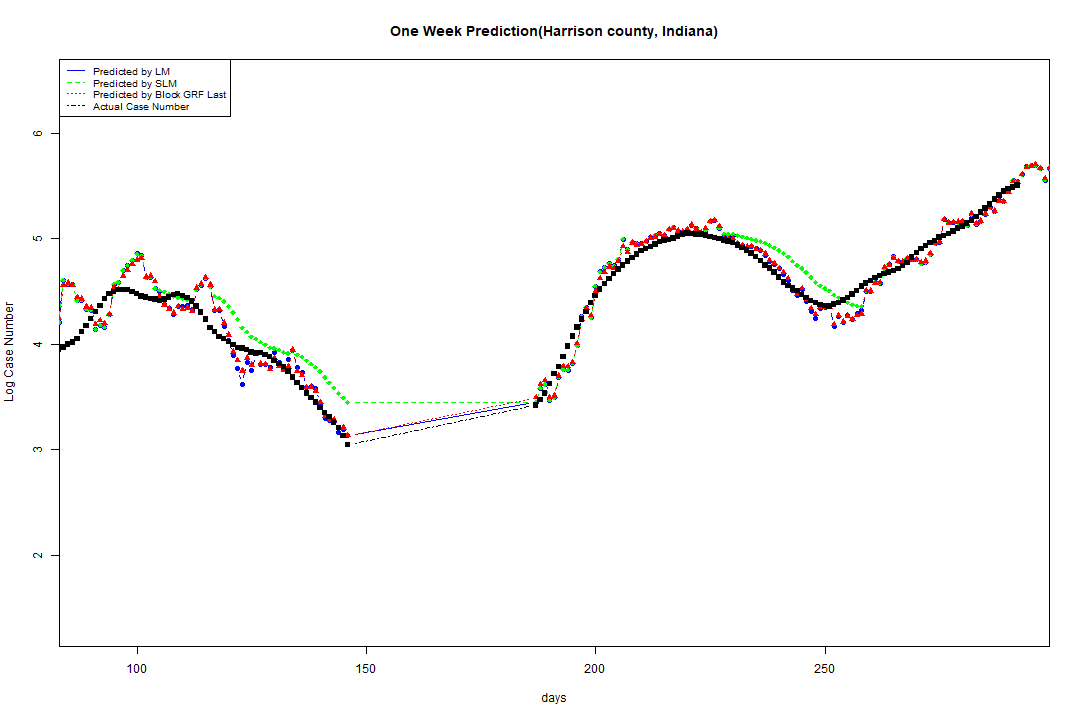 One Week Prediction(Harrison county, Indiana)
Predicted by LM
Predicted by SLM
Predicted by Block GRF Last
Actual Case Number
6
5
4
3
2
Log Case Number
100
150
200
250
days